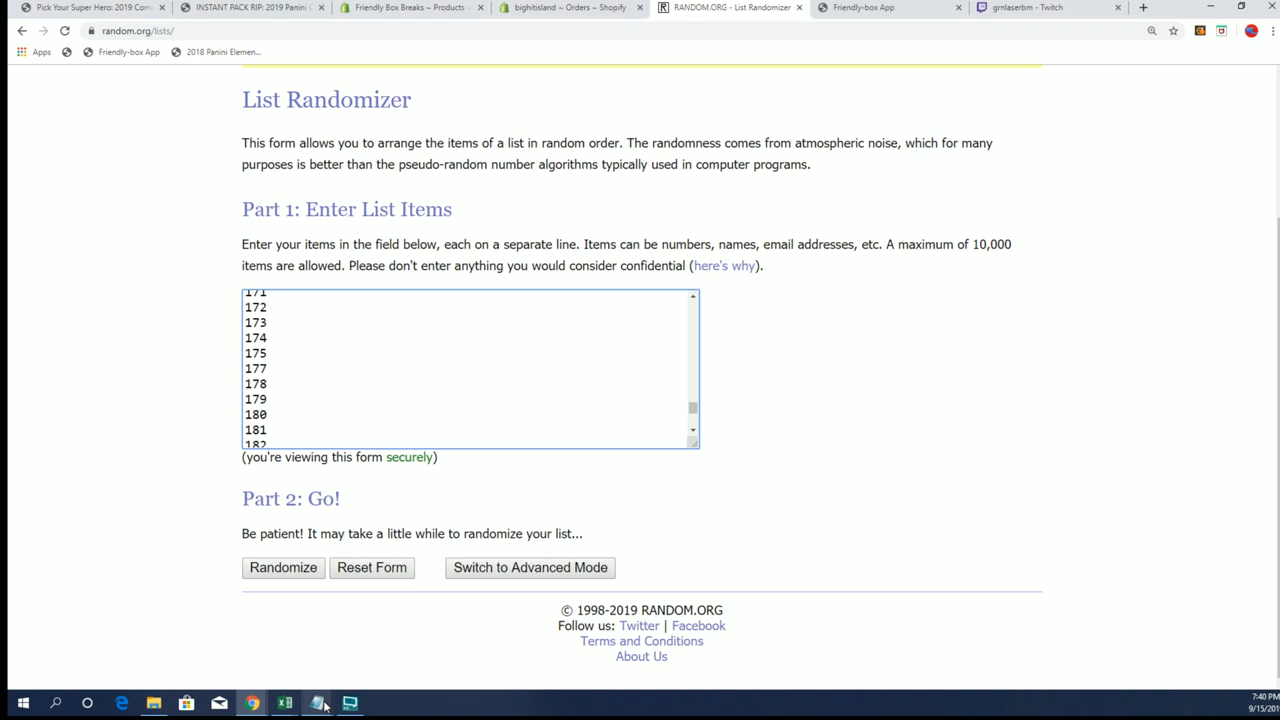 Pick Your Super Hero: 2019 Com
INSTANT PACK RIP: 2019 Panini C
Friendly Box Breaks ~ Products ~
bighitisland ~ Orders ~ Shopify
RANDOM.ORG - List Randomizer
Friendly-box App
grnlaserbm - Twitch
random.org/lists/
Apps
Friendly-box App
2018 Panini Elemen...
List Randomizer
This form allows you to arrange the items of a list in random order. The randomness comes from atmospheric noise, which for many
purposes is better than the pseudo-random number algorithms typically used in computer programs.
Part 1: Enter List Items
Enter your items in the field below, each on a separate line. Items can be numbers, names, email addresses, etc. A maximum of 10,000
items are allowed. Please don't enter anything you would consider confidential (here's why).
171
172
173
174
175
177
178
179
180
181
182
(you're viewing this form securely)
Part 2: Go!
Be patient! It may take a little while to randomize your list...
Randomize
Reset Form
Switch to Advanced Mode
© 1998-2019 RANDOM.ORG
Follow us: Twitter | Facebook
Terms and Conditions
About Us
7:40 PM
9/15/201